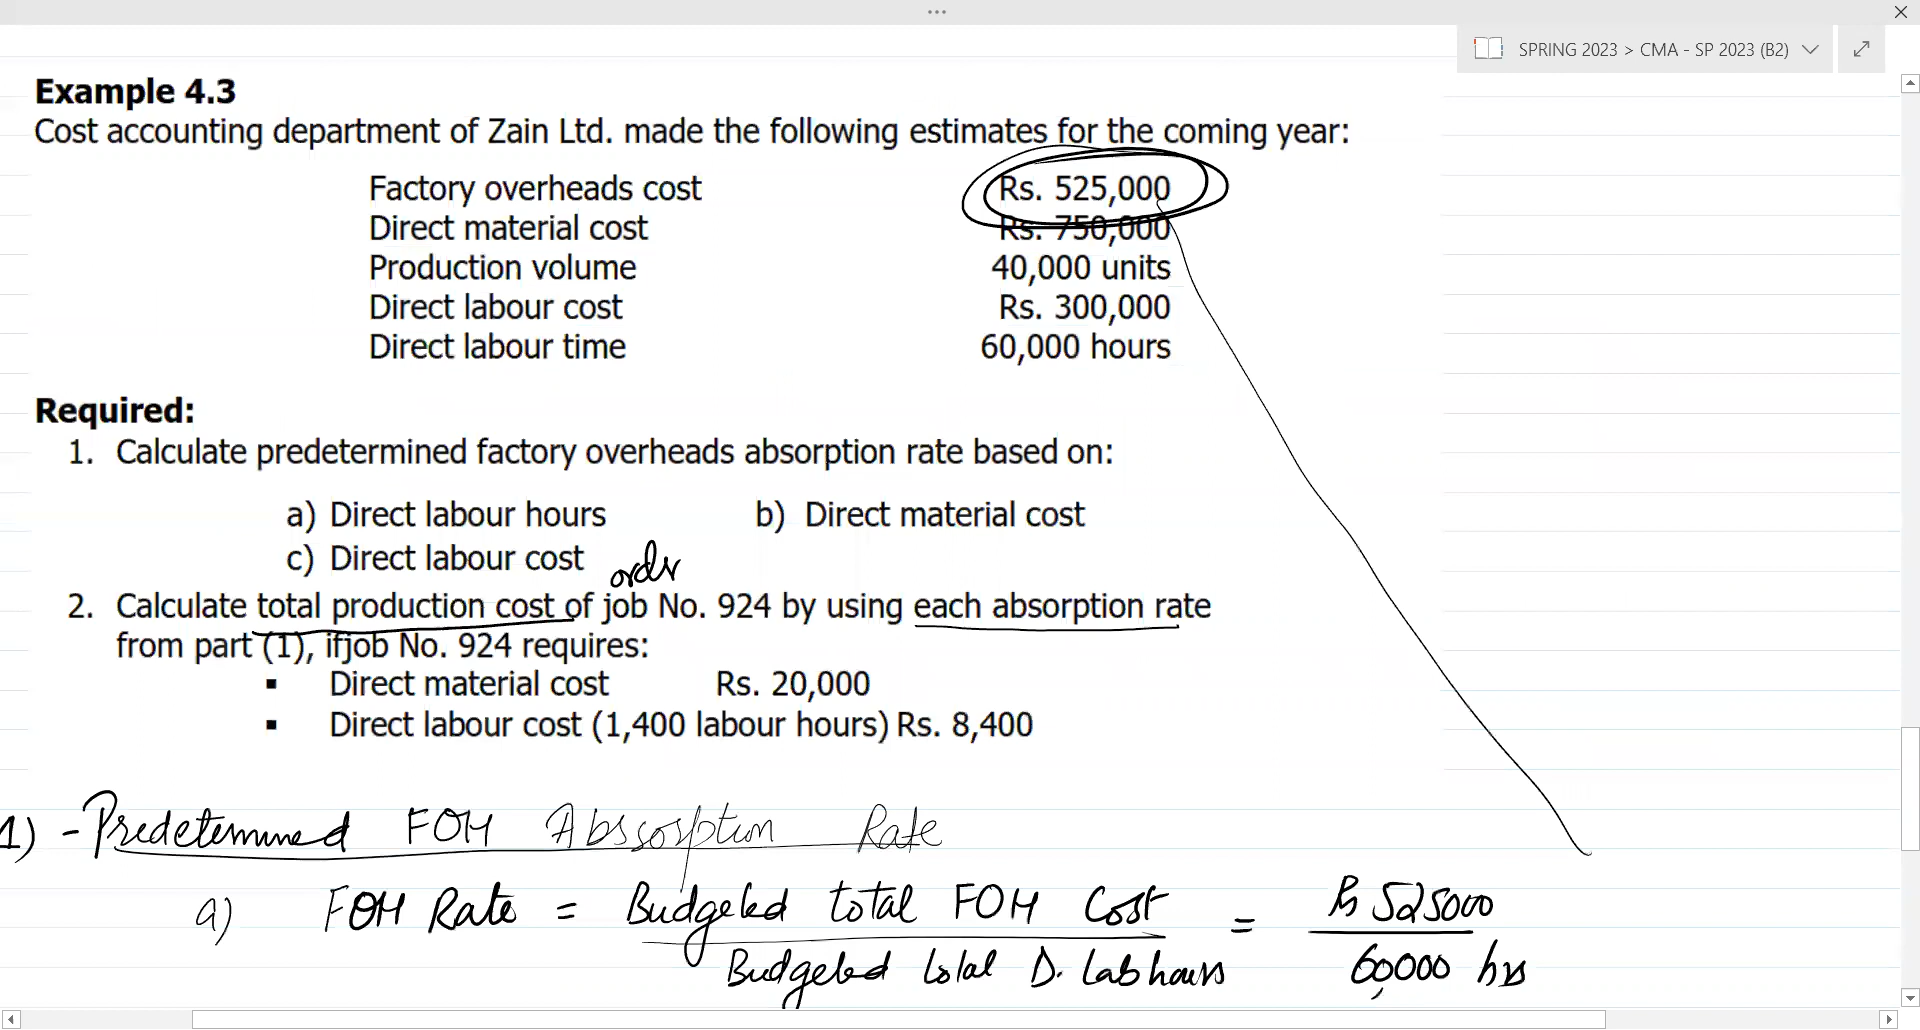 SPRING 2023 > CMA - SP 2023 (B2)
Example 4.3
Cost accounting department of Zain Ltd. made the following estimates for the coming year:
Factory overheads cost Rs. 525,000
Direct material cost Rs. 750,000
Production volume 40,000 units
Direct labour cost Rs. 300,000
Direct labour time 60,000 hours
Required:
1. Calculate predetermined factory overheads absorption rate based on:
a) Direct labour hours b) Direct material cost
c) Direct labour cost
order
2. Calculate total production cost of job No. 924 by using each absorption rate
from part (1), ifjob No. 924 requires:
▪ Direct material cost Rs. 20,000
▪ Direct labour cost (1,400 labour hours) Rs. 8,400
1) - Predetermined FOH Abscorption Rate
a) FOH Rate = Budgeted total FOH Cost = Rs 525000
Budgeted total D. Lab hours 60,000 hrs